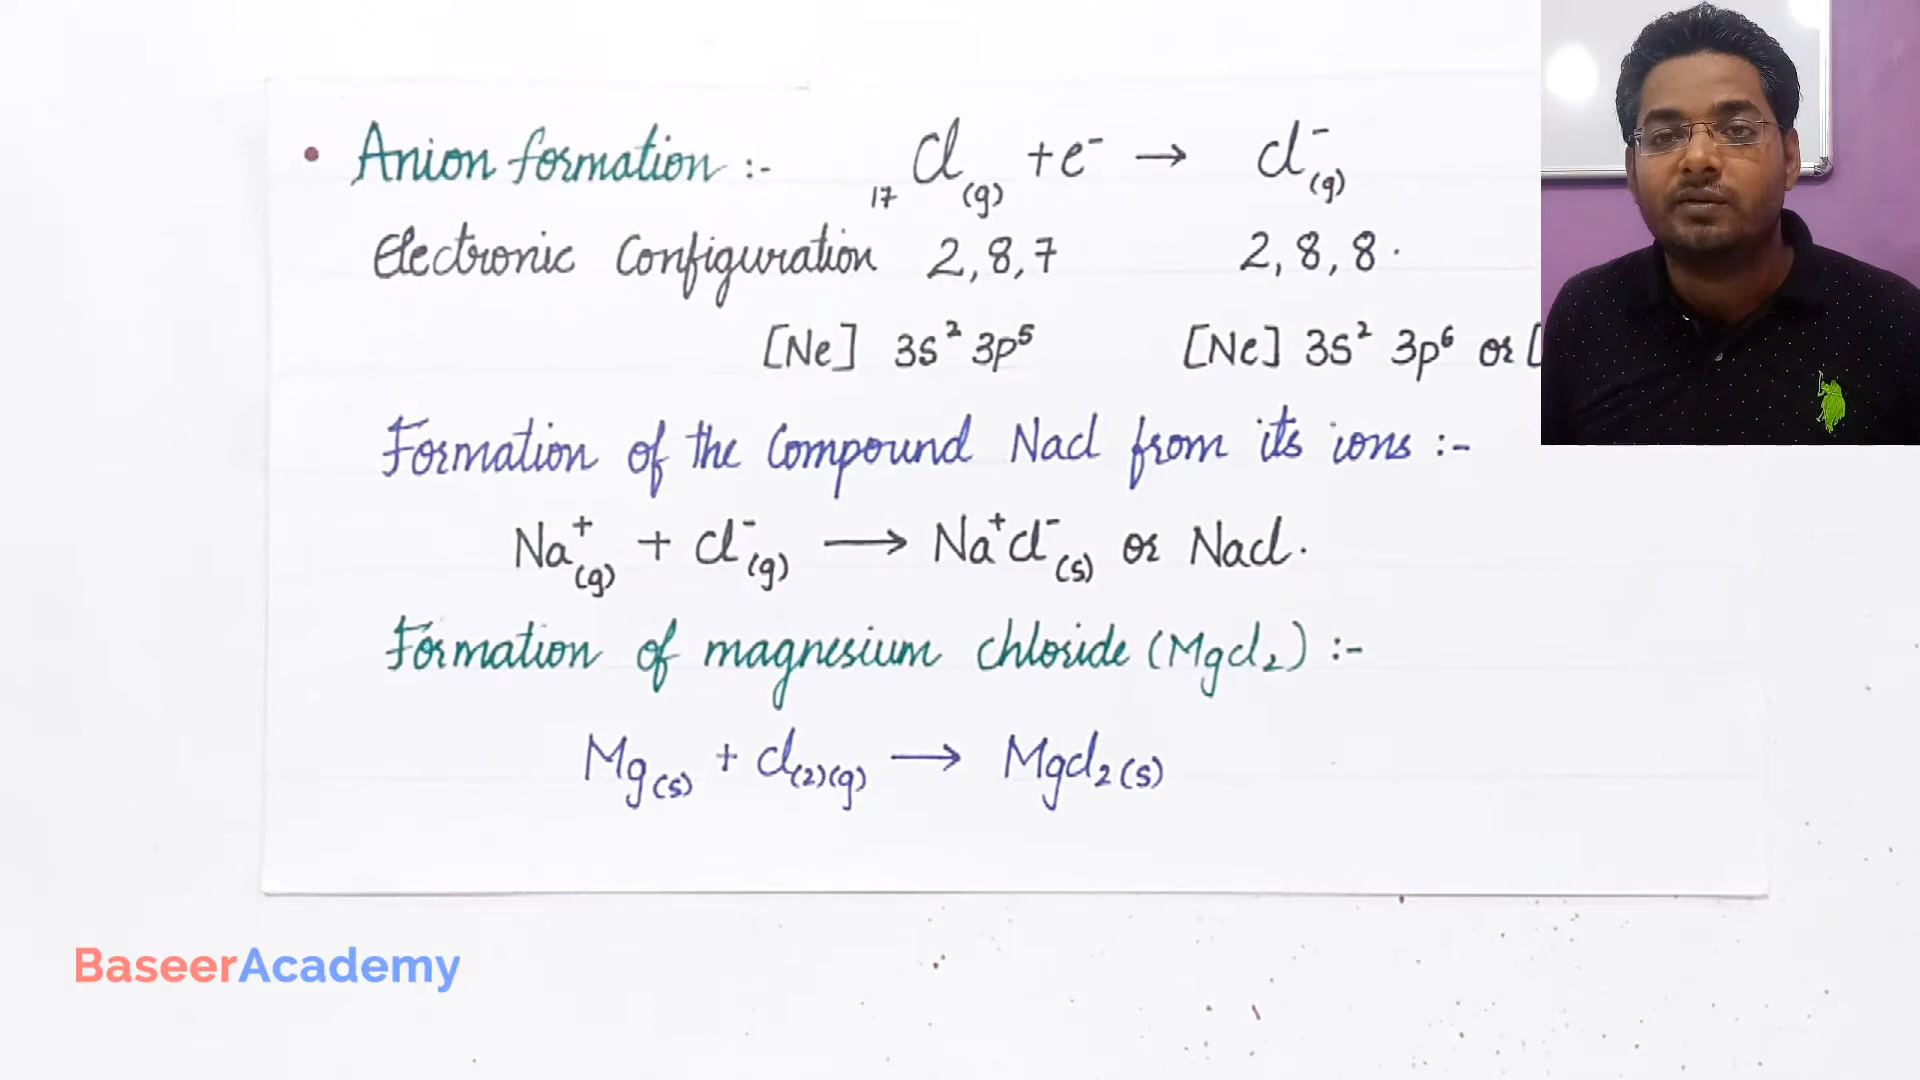 • Anion formation :- ₁₇Cl(g) + e⁻ → Cl⁻(g)
Electronic Configuration 2,8,7 2,8,8.
[Ne] 3s² 3p⁵ [Ne] 3s² 3p⁶ or [
Formation of the Compound Nacl from its ions :-
Na⁺(g) + Cl⁻(g) → Na⁺Cl⁻(s) or Nacl.
Formation of magnesium chloride (Mgcl₂) :-
Mg(s) + Cl(2)(g) → Mgcl₂(s)
BaseerAcademy